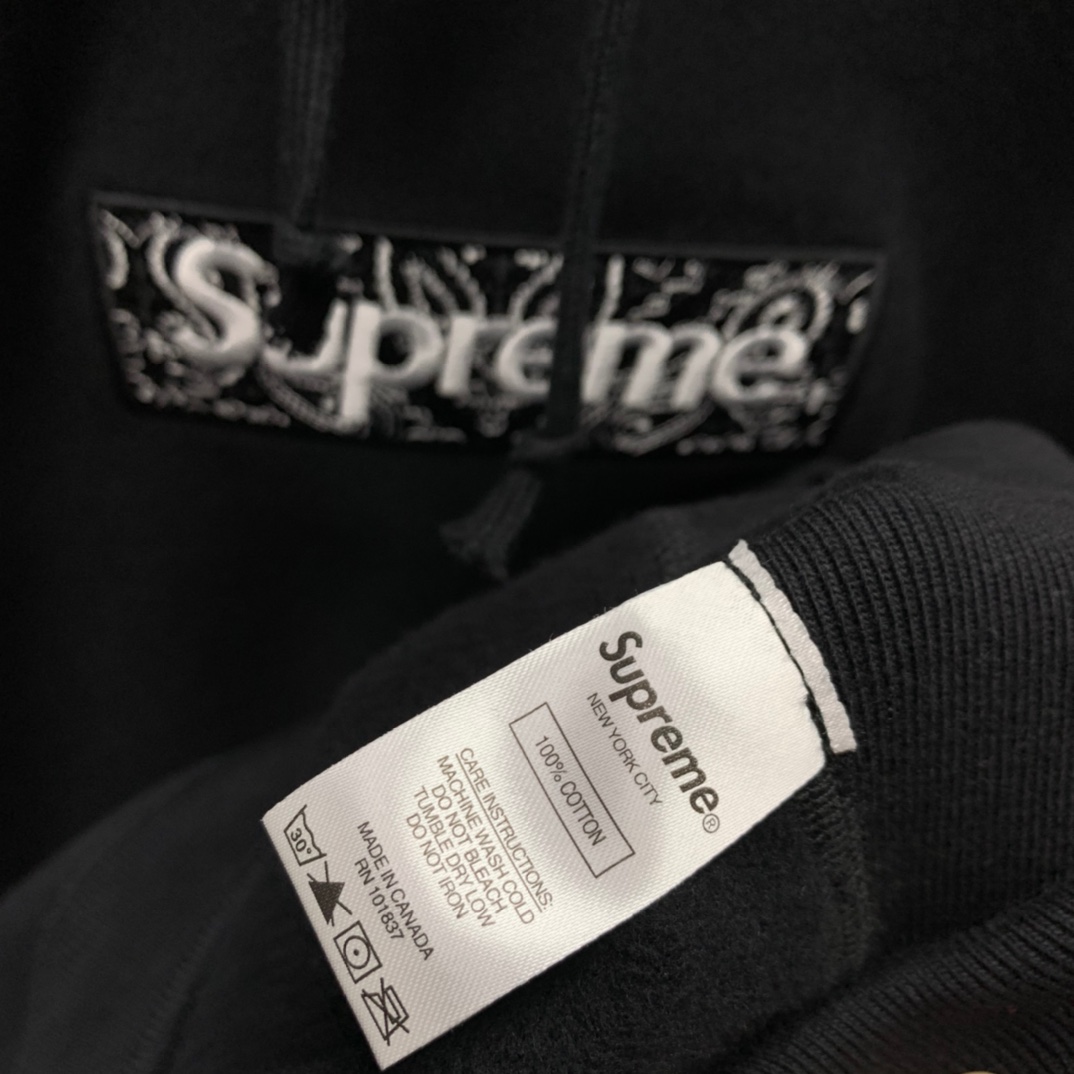 Supreme
Supreme®
NEW YORK CITY
100% COTTON
CARE INSTRUCTIONS:
MACHINE WASH COLD
DO NOT BLEACH
TUMBLE DRY LOW
DO NOT IRON
MADE IN CANADA
RN 101837
30°